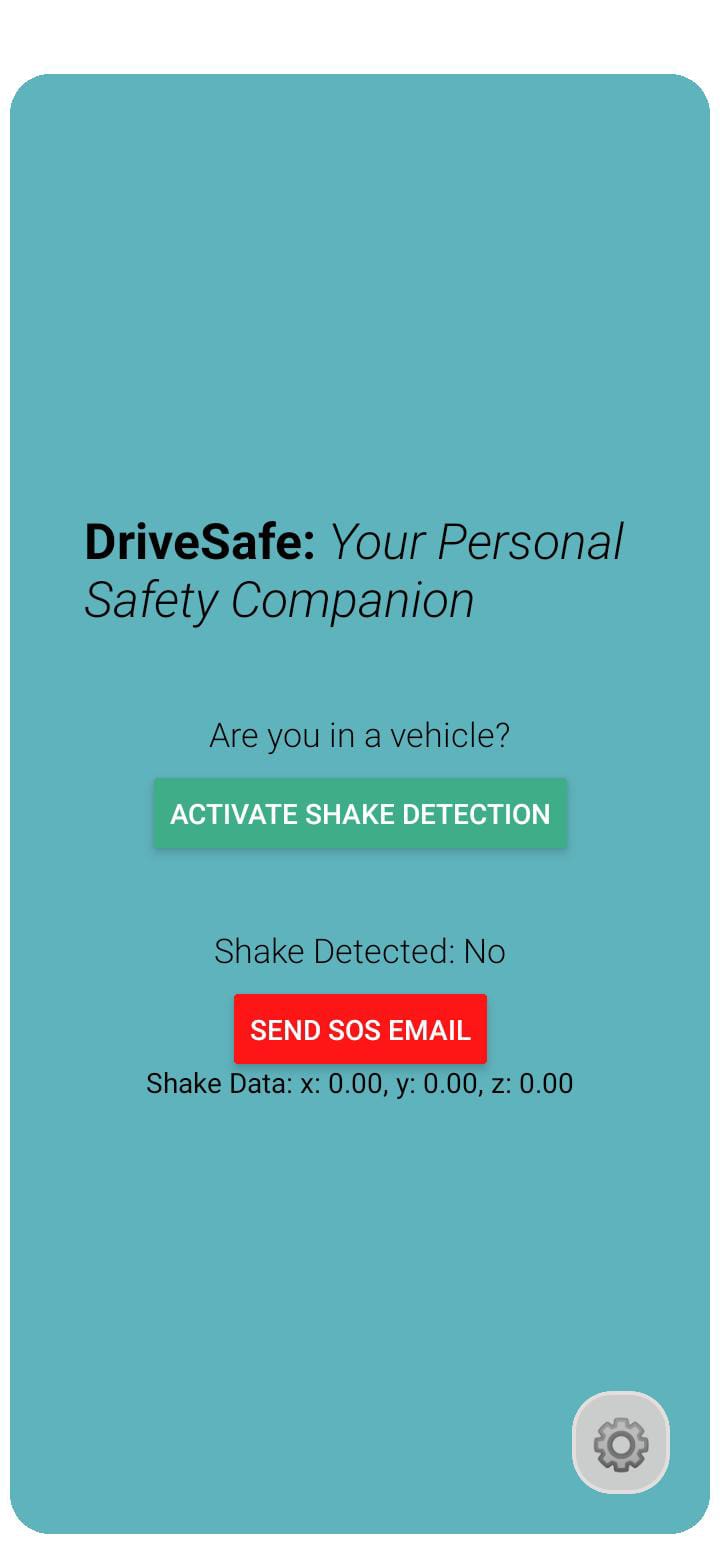 DriveSafe: Your Personal
Safety Companion
Are you in a vehicle?
ACTIVATE SHAKE DETECTION
Shake Detected: No
SEND SOS EMAIL
Shake Data: x: 0.00, y: 0.00, z: 0.00